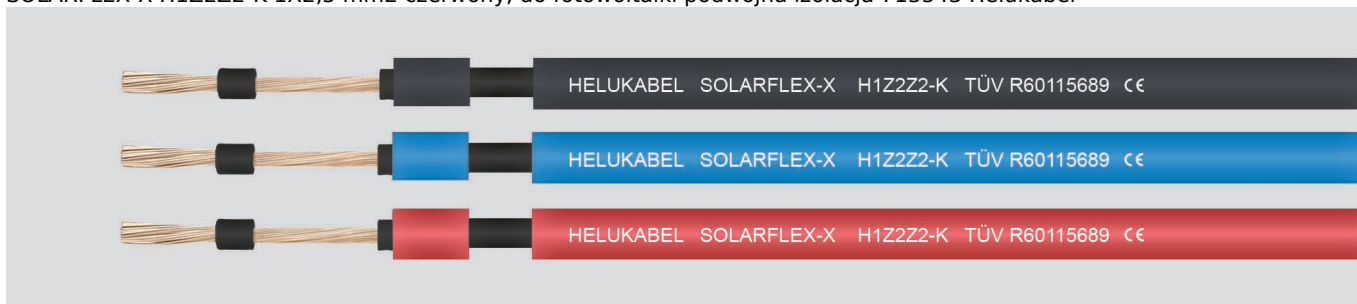 SOLARFLEX-X H1Z2Z2-K 1X2,5 mm2 czerwony, do fotowoltaiki podwójna izolacja 713543 Helukabel
HELUKABEL SOLARFLEX-X H1Z2Z2-K TÜV R60115689 CE
HELUKABEL SOLARFLEX-X H1Z2Z2-K TÜV R60115689 CE
HELUKABEL SOLARFLEX-X H1Z2Z2-K TÜV R60115689 CE